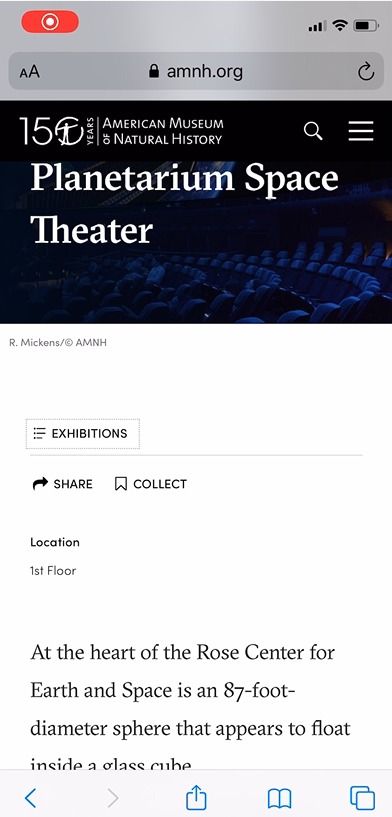 AA amnh.org
150 YEARS AMERICAN MUSEUM
OF NATURAL HISTORY
Planetarium Space
Theater
R. Mickens/© AMNH
EXHIBITIONS
SHARE COLLECT
Location
1st Floor
At the heart of the Rose Center for
Earth and Space is an 87-foot-
diameter sphere that appears to float
inside a glass cube